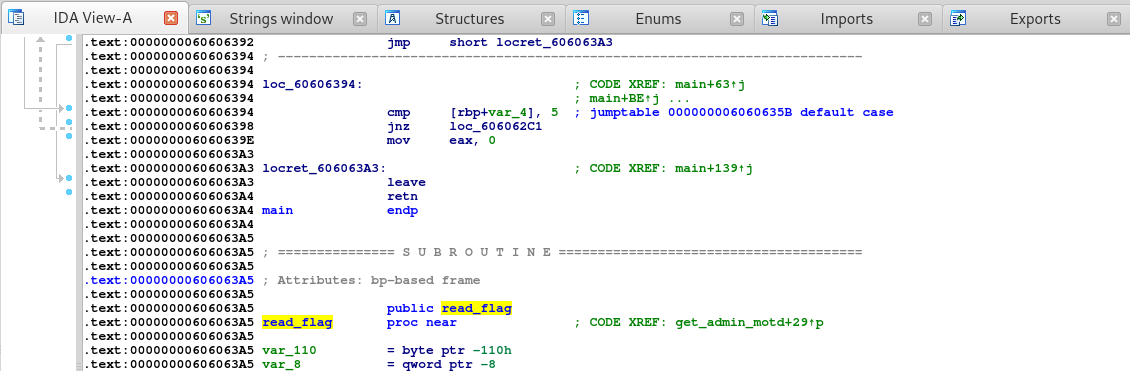 IDA View-A Strings window Structures Enums Imports Exports
.text:0000000060606392 jmp short locret_606063A3
.text:0000000060606394 ; ---------------------------------------------------------------------------
.text:0000000060606394
.text:0000000060606394 loc_60606394: ; CODE XREF: main+63↑j
.text:0000000060606394 ; main+BE↑j ...
.text:0000000060606394 cmp [rbp+var_4], 5 ; jumptable 000000006060635B default case
.text:0000000060606398 jnz loc_606062C1
.text:000000006060639E mov eax, 0
.text:00000000606063A3
.text:00000000606063A3 locret_606063A3: ; CODE XREF: main+139↑j
.text:00000000606063A3 leave
.text:00000000606063A4 retn
.text:00000000606063A4 main endp
.text:00000000606063A4
.text:00000000606063A5
.text:00000000606063A5 ; =============== S U B R O U T I N E =======================================
.text:00000000606063A5
.text:00000000606063A5 ; Attributes: bp-based frame
.text:00000000606063A5
.text:00000000606063A5 public read_flag
.text:00000000606063A5 read_flag proc near ; CODE XREF: get_admin_motd+29↑p
.text:00000000606063A5
.text:00000000606063A5 var_110 = byte ptr -110h
.text:00000000606063A5 var_8 = qword ptr -8